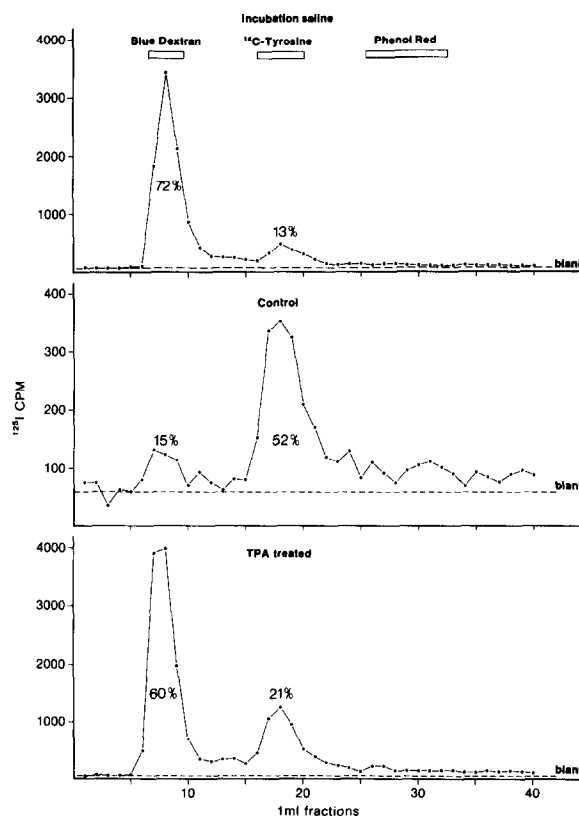 Incubation saline
Blue Dextran ¹⁴C-Tyrosine Phenol Red
4000
3000
2000
1000
72%
13%
blank
Control
400
300
200
100
15%
52%
blank
¹²⁵I CPM
TPA treated
4000
3000
2000
1000
60%
21%
blank
10 20 30 40
1ml fractions